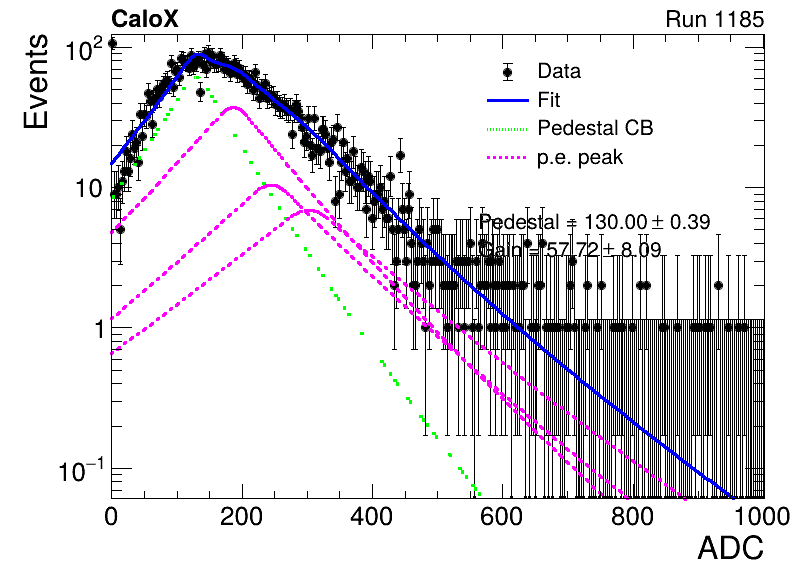 CaloX Run 1185
Events
10²
10
1
10⁻¹
Data
Fit
Pedestal CB
p.e. peak
Pedestal = 130.00 ± 0.39
Gain = 57.72 ± 8.09
0 200 400 600 800 1000
ADC